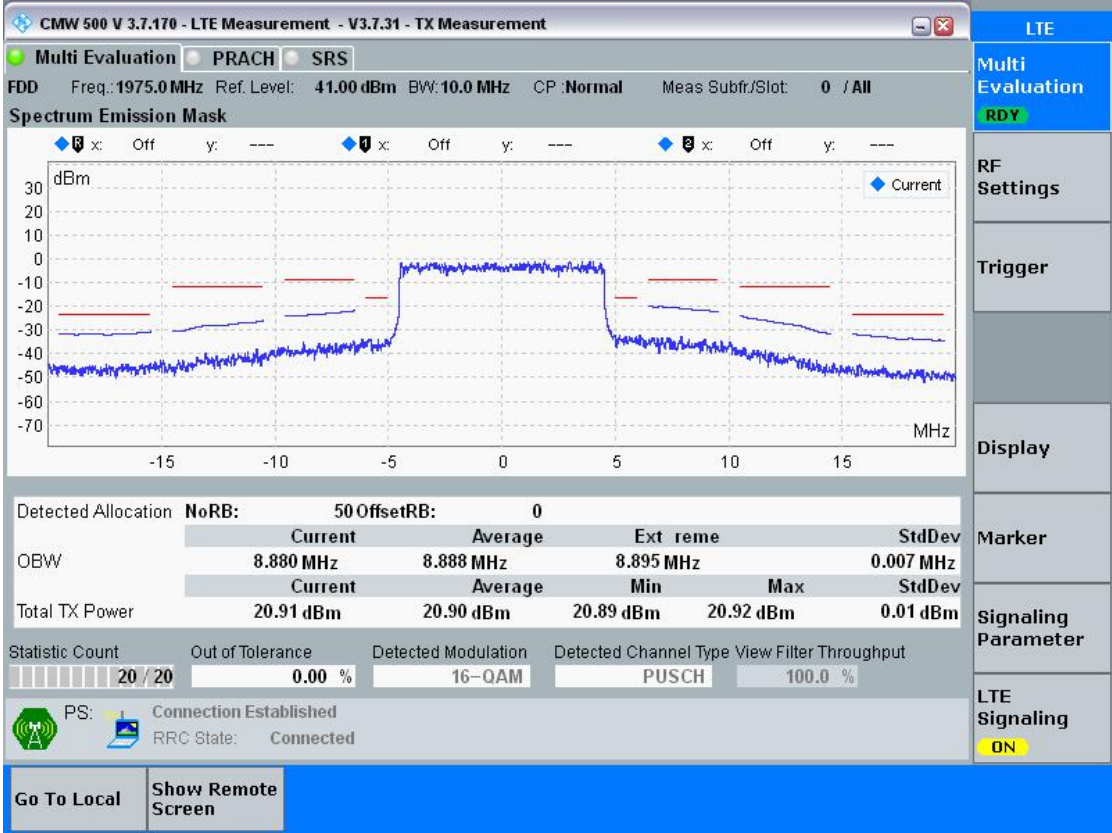 CMW 500 V 3.7.170 - LTE Measurement - V3.7.31 - TX Measurement
LTE
Multi Evaluation PRACH SRS
Multi
Evaluation
RDY
FDD Freq.: 1975.0 MHz Ref. Level: 41.00 dBm BW: 10.0 MHz CP :Normal Meas Subfr./Slot: 0 / All
Spectrum Emission Mask
R x: Off y: --- 1 x: Off y: --- 2 x: Off y: ---
dBm
Current
30
20
10
0
-10
-20
-30
-40
-50
-60
-70
MHz
-15 -10 -5 0 5 10 15
RF
Settings
Trigger
Display
Marker
Signaling
Parameter
LTE
Signaling
ON
Detected Allocation NoRB: 50 OffsetRB: 0
Current Average Ext reme StdDev
OBW 8.880 MHz 8.888 MHz 8.895 MHz 0.007 MHz
Current Average Min Max StdDev
Total TX Power 20.91 dBm 20.90 dBm 20.89 dBm 20.92 dBm 0.01 dBm
Statistic Count Out of Tolerance Detected Modulation Detected Channel Type View Filter Throughput
20 / 20 0.00 % 16-QAM PUSCH 100.0 %
PS: Connection Established
RRC State: Connected
Go To Local
Show Remote
Screen